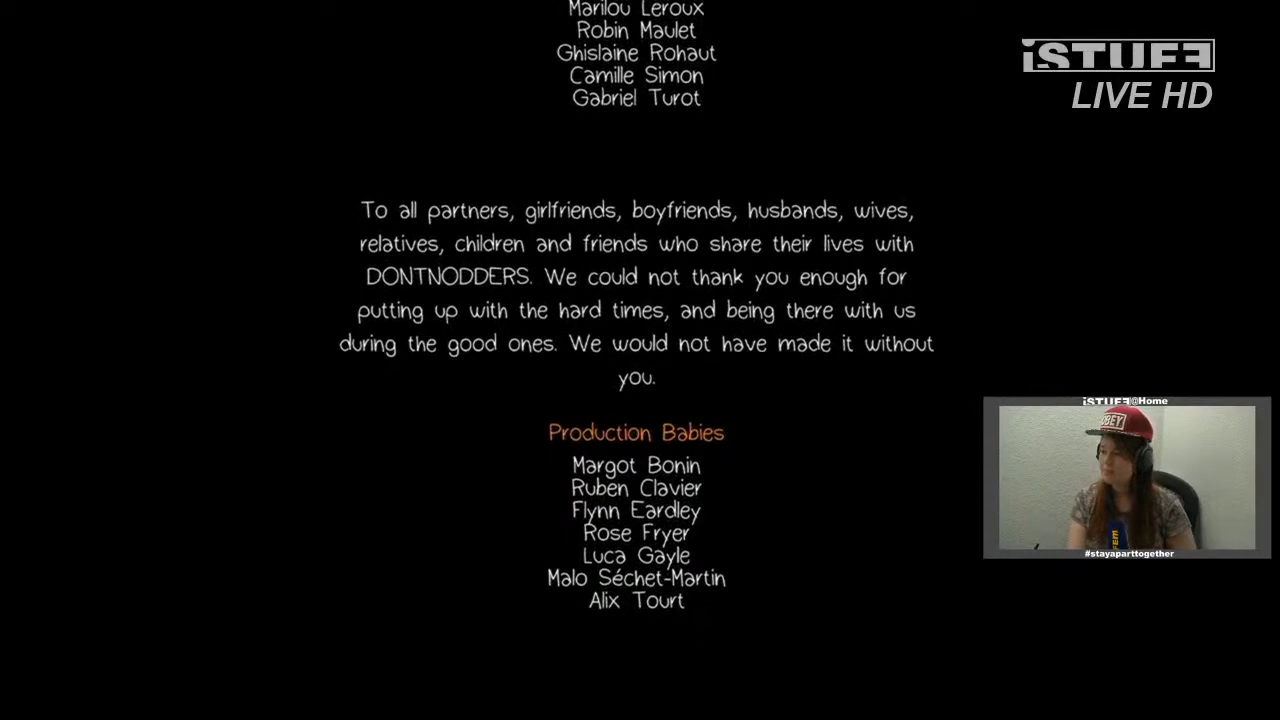 Marilou Leroux
Robin Maulet
Ghislaine Rohaut
Camille Simon
Gabriel Turot
iSTUFF
LIVE HD
To all partners, girlfriends, boyfriends, husbands, wives,
relatives, children and friends who share their lives with
DONTNODDERS. We could not thank you enough for
putting up with the hard times, and being there with us
during the good ones. We would not have made it without
you.
Production Babies
Margot Bonin
Ruben Clavier
Flynn Eardley
Rose Fryer
Luca Gayle
Malo Séchet-Martin
Alix Tourt
iSTUFF@Home
OBEY
FEM
#stayaparttogether